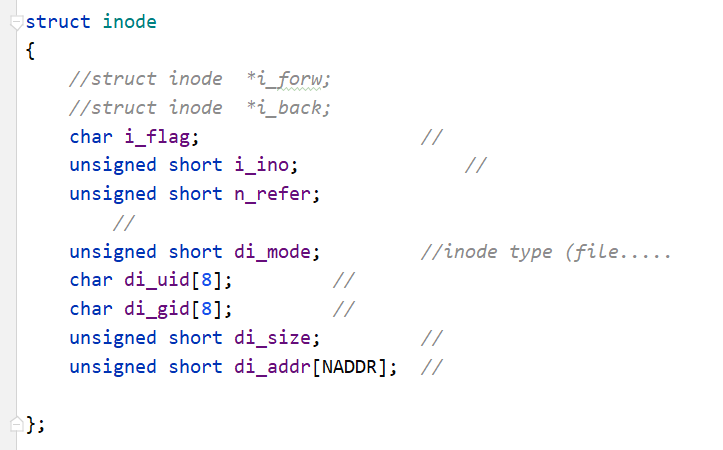 struct inode
{
//struct inode  *i_forw;
//struct inode  *i_back;
char i_flag;                    //
unsigned short i_ino;               //
unsigned short n_refer;
//
unsigned short di_mode;         //inode type (file.....
char di_uid[8];         //
char di_gid[8];         //
unsigned short di_size;         //
unsigned short di_addr[NADDR];  //
};